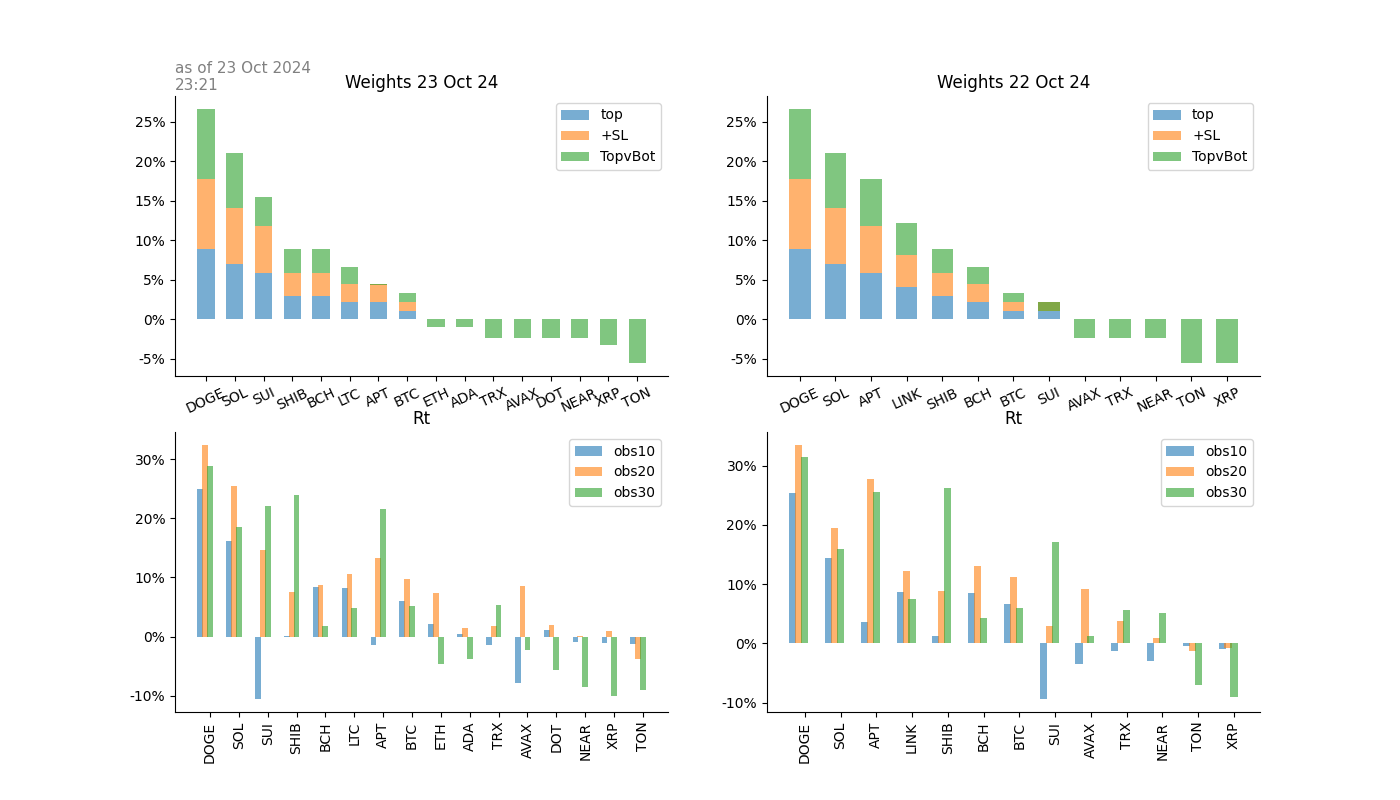 as of 23 Oct 2024
23:21
Weights 23 Oct 24
25%
20%
15%
10%
5%
0%
-5%
top
+SL
TopvBot
DOGE SOL SUI SHIB BCH LTC APT BTC ETH ADA TRX AVAX DOT NEAR XRP TON
Weights 22 Oct 24
25%
20%
15%
10%
5%
0%
-5%
top
+SL
TopvBot
DOGE SOL APT LINK SHIB BCH BTC SUI AVAX TRX NEAR TON XRP
Rt
30%
20%
10%
0%
-10%
obs10
obs20
obs30
DOGE SOL SUI SHIB BCH LTC APT BTC ETH ADA TRX AVAX DOT NEAR XRP TON
Rt
30%
20%
10%
0%
-10%
obs10
obs20
obs30
DOGE SOL APT LINK SHIB BCH BTC SUI AVAX TRX NEAR TON XRP